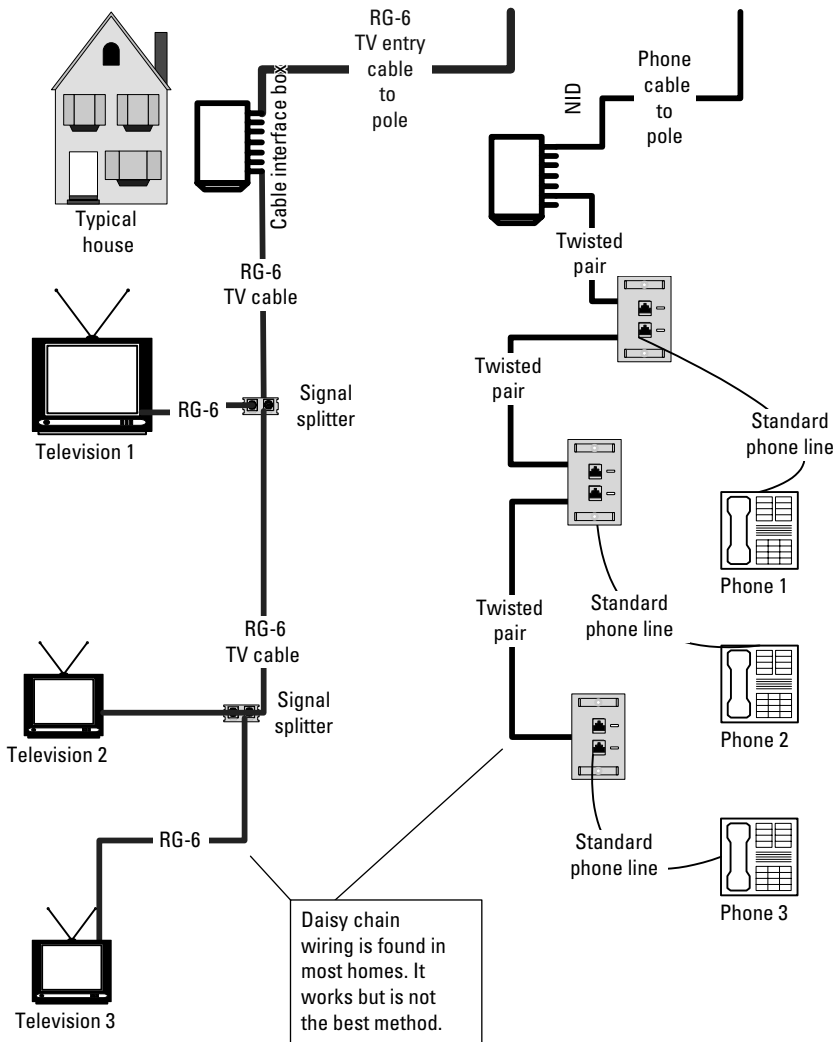 RG-6
TV entry
cable
to
pole
Phone
cable
to
pole
Cable interface box
NID
Typical
house
Twisted
pair
RG-6
TV cable
Twisted
pair
RG-6
Signal
splitter
Television 1
Standard
phone line
Phone 1
Twisted
pair
Standard
phone line
RG-6
TV cable
Signal
splitter
Television 2
Phone 2
RG-6
Standard
phone line
Phone 3
Daisy chain
wiring is found in
most homes. It
works but is not
the best method.
Television 3